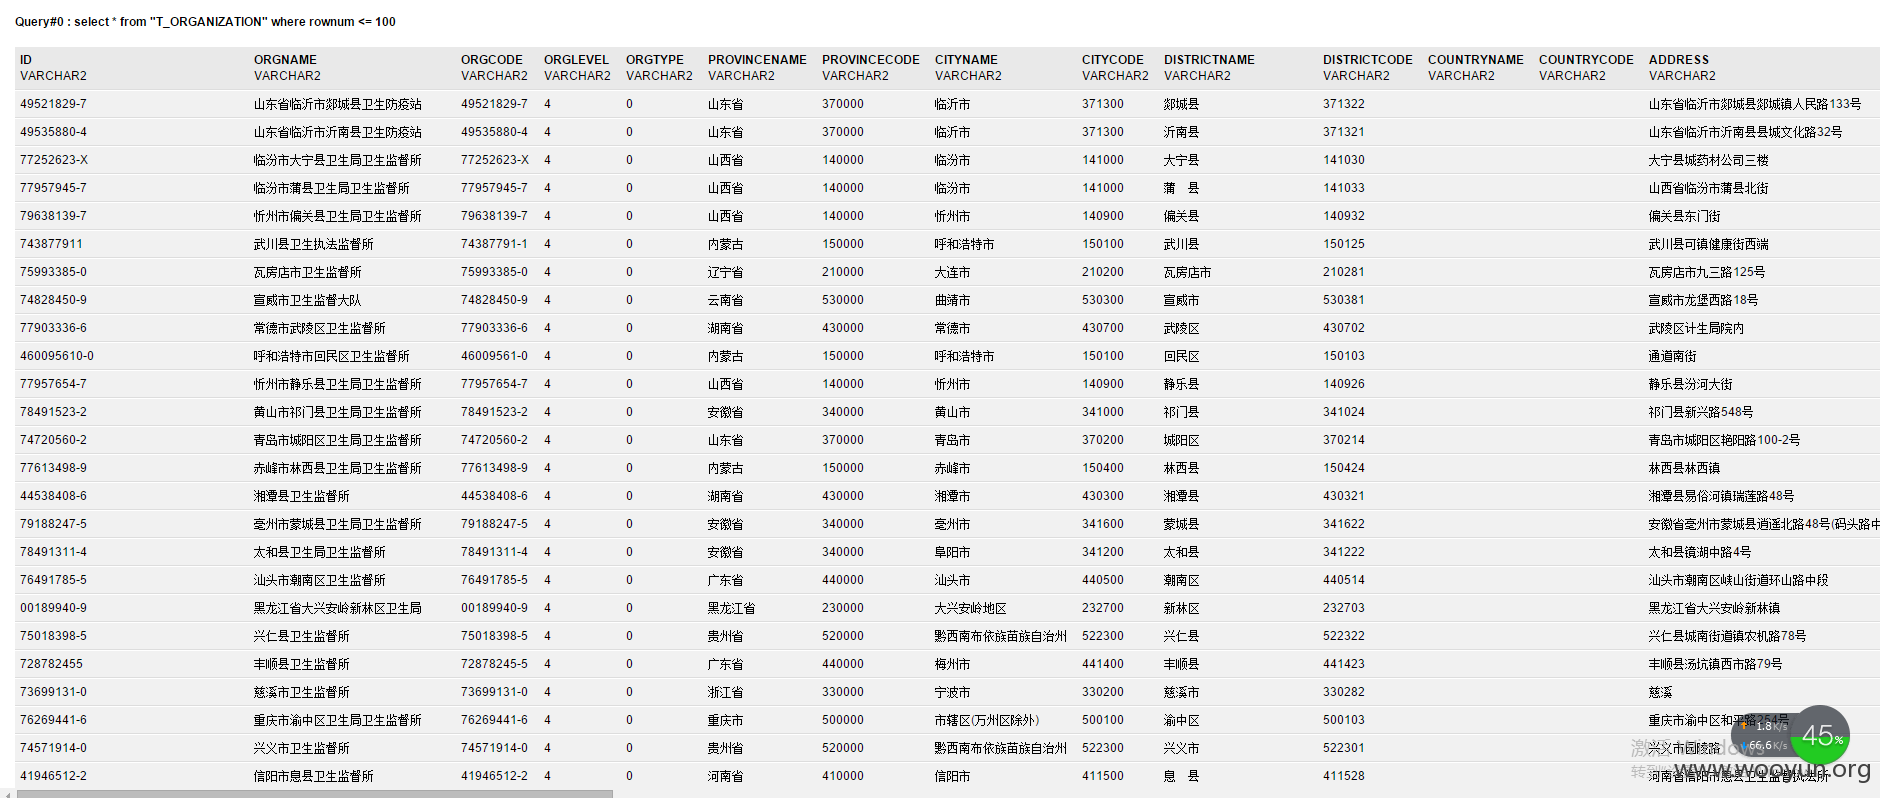 Query#0 : select * from "T_ORGANIZATION" where rownum <= 100
ID ORGNAME ORGCODE ORGLEVEL ORGTYPE PROVINCENAME PROVINCECODE CITYNAME CITYCODE DISTRICTNAME DISTRICTCODE COUNTRYNAME COUNTRYCODE ADDRESS
VARCHAR2 VARCHAR2 VARCHAR2 VARCHAR2 VARCHAR2 VARCHAR2 VARCHAR2 VARCHAR2 VARCHAR2 VARCHAR2 VARCHAR2 VARCHAR2 VARCHAR2 VARCHAR2
49521829-7 山东省临沂市郯城县卫生防疫站 49521829-7 4 0 山东省 370000 临沂市 371300 郯城县 371322 山东省临沂市郯城县郯城镇人民路133号
49535880-4 山东省临沂市沂南县卫生防疫站 49535880-4 4 0 山东省 370000 临沂市 371300 沂南县 371321 山东省临沂市沂南县县城文化路32号
77252623-X 临汾市大宁县卫生局卫生监督所 77252623-X 4 0 山西省 140000 临汾市 141000 大宁县 141030 大宁县城药材公司三楼
77957945-7 临汾市蒲县卫生局卫生监督所 77957945-7 4 0 山西省 140000 临汾市 141000 蒲　县 141033 山西省临汾市蒲县北街
79638139-7 忻州市偏关县卫生局卫生监督所 79638139-7 4 0 山西省 140000 忻州市 140900 偏关县 140932 偏关县东门街
743877911 武川县卫生执法监督所 74387791-1 4 0 内蒙古 150000 呼和浩特市 150100 武川县 150125 武川县可镇健康街西端
75993385-0 瓦房店市卫生监督所 75993385-0 4 0 辽宁省 210000 大连市 210200 瓦房店市 210281 瓦房店市九三路125号
74828450-9 宣威市卫生监督大队 74828450-9 4 0 云南省 530000 曲靖市 530300 宣威市 530381 宣威市龙堡西路18号
77903336-6 常德市武陵区卫生监督所 77903336-6 4 0 湖南省 430000 常德市 430700 武陵区 430702 武陵区计生局院内
460095610-0 呼和浩特市回民区卫生监督所 46009561-0 4 0 内蒙古 150000 呼和浩特市 150100 回民区 150103 通道南街
77957654-7 忻州市静乐县卫生局卫生监督所 77957654-7 4 0 山西省 140000 忻州市 140900 静乐县 140926 静乐县汾河大街
78491523-2 黄山市祁门县卫生局卫生监督所 78491523-2 4 0 安徽省 340000 黄山市 341000 祁门县 341024 祁门县新兴路548号
74720560-2 青岛市城阳区卫生局卫生监督所 74720560-2 4 0 山东省 370000 青岛市 370200 城阳区 370214 青岛市城阳区艳阳路100-2号
77613498-9 赤峰市林西县卫生局卫生监督所 77613498-9 4 0 内蒙古 150000 赤峰市 150400 林西县 150424 林西县林西镇
44538408-6 湘潭县卫生监督所 44538408-6 4 0 湖南省 430000 湘潭市 430300 湘潭县 430321 湘潭县易俗河镇瑞莲路48号
79188247-5 亳州市蒙城县卫生局卫生监督所 79188247-5 4 0 安徽省 340000 亳州市 341600 蒙城县 341622 安徽省亳州市蒙城县逍遥北路48号(码头路中
78491311-4 太和县卫生局卫生监督所 78491311-4 4 0 安徽省 340000 阜阳市 341200 太和县 341222 太和县镜湖中路4号
76491785-5 汕头市潮南区卫生监督所 76491785-5 4 0 广东省 440000 汕头市 440500 潮南区 440514 汕头市潮南区峡山街道环山路中段
00189940-9 黑龙江省大兴安岭新林区卫生局 00189940-9 4 0 黑龙江省 230000 大兴安岭地区 232700 新林区 232703 黑龙江省大兴安岭新林镇
75018398-5 兴仁县卫生监督所 75018398-5 4 0 贵州省 520000 黔西南布依族苗族自治州 522300 兴仁县 522322 兴仁县城南街道镇农机路78号
728782455 丰顺县卫生监督所 72878245-5 4 0 广东省 440000 梅州市 441400 丰顺县 441423 丰顺县汤坑镇西市路79号
73699131-0 慈溪市卫生监督所 73699131-0 4 0 浙江省 330000 宁波市 330200 慈溪市 330282 慈溪
76269441-6 重庆市渝中区卫生局卫生监督所 76269441-6 4 0 重庆市 500000 市辖区(万州区除外) 500100 渝中区 500103 重庆市渝中区和平路254号
74571914-0 兴义市卫生监督所 74571914-0 4 0 贵州省 520000 黔西南布依族苗族自治州 522300 兴义市 522301 兴义市园陵路
41946512-2 信阳市息县卫生监督所 41946512-2 4 0 河南省 410000 信阳市 411500 息　县 411528 河南省信阳市息县卫生监督执法所
1.8K/s
66.6K/s
45%
激活 Windows
www.wooyun.org